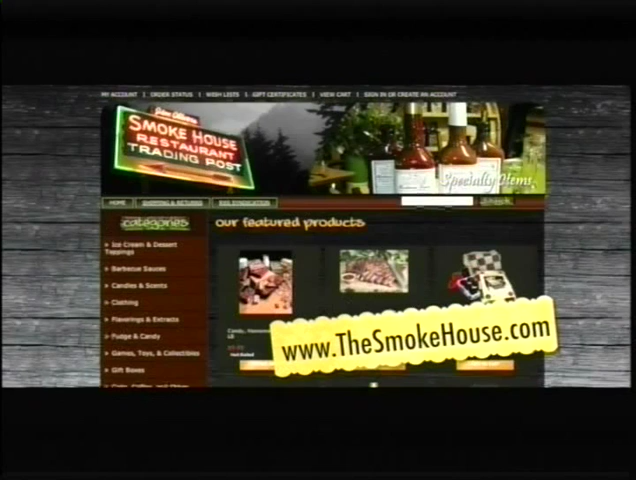 MY ACCOUNT | ORDER STATUS | WISH LISTS | GIFT CERTIFICATES | VIEW CART | SIGN IN OR CREATE AN ACCOUNT
Jim Oliver's
SMOKE HOUSE
RESTAURANT
TRADING POST
Specialty Items
HOME
categories
our featured products
Ice Cream & Dessert
Toppings
Barbecue Sauces
Candles & Scents
Clothing
Flavorings & Extracts
Fudge & Candy
Games, Toys, & Collectibles
Gift Boxes
www.TheSmokeHouse.com